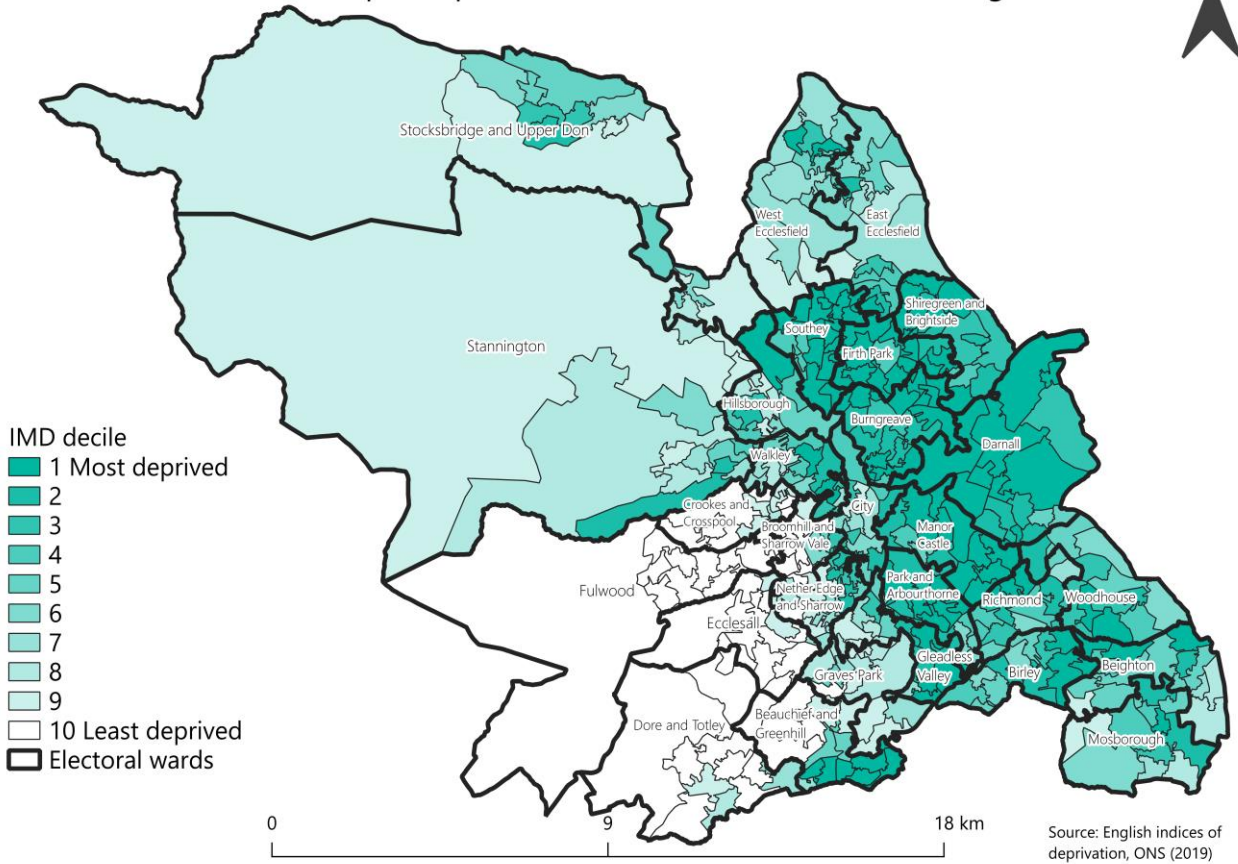 Stocksbridge and Upper Don
West
Ecclesfield
East
Ecclesfield
Shiregreen and
Brightside
Southey
Firth Park
Stannington
Hillsborough
Burngreave
Darnall
Walkley
Crookes and
Crosspool
City
Broomhill and
Sharrow Vale
Manor
Castle
Fulwood
Nether Edge
and Sharrow
Park and
Arbourthorne
Richmond
Woodhouse
Ecclesall
Graves Park
Gleadless
Valley
Birley
Beighton
Dore and Totley
Beauchief and
Greenhill
Mosborough
IMD decile
1 Most deprived
2
3
4
5
6
7
8
9
10 Least deprived
Electoral wards
0 9 18 km
Source: English indices of
deprivation, ONS (2019)